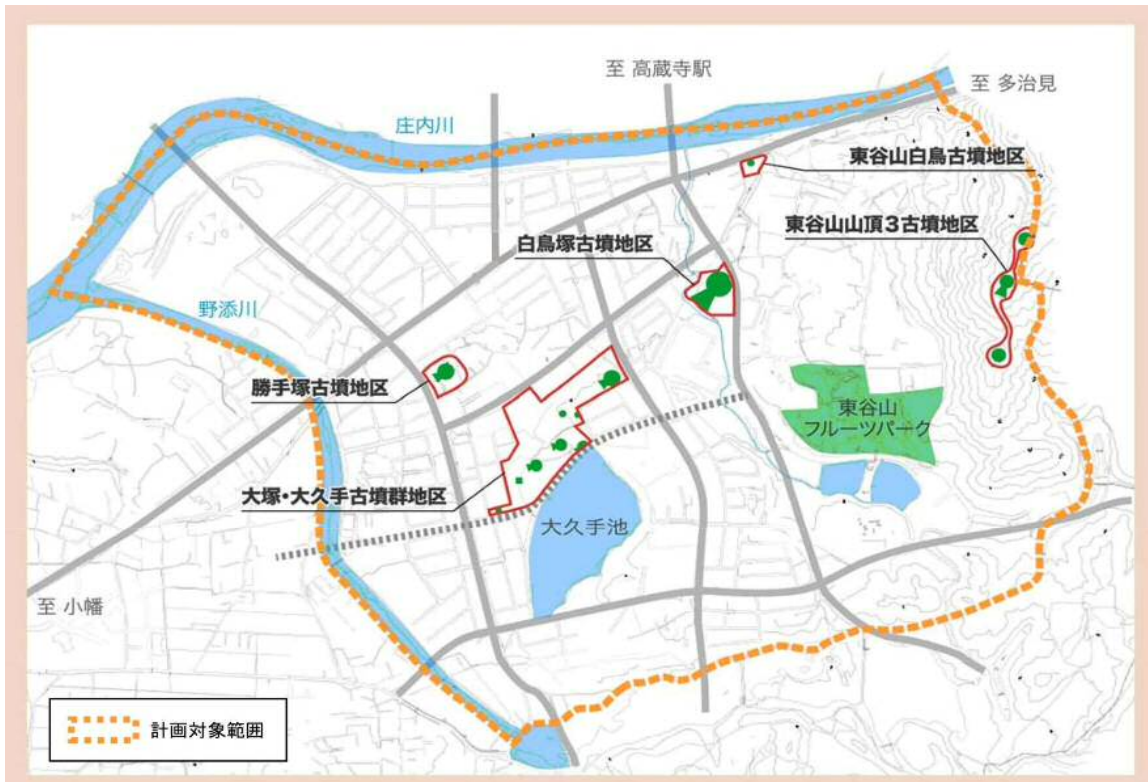 至 高蔵寺駅
至 多治見
庄内川
東谷山白鳥古墳地区
東谷山山頂3古墳地区
白鳥塚古墳地区
野添川
勝手塚古墳地区
東谷山
フルーツパーク
大塚・大久手古墳群地区
大久手池
至 小幡
計画対象範囲